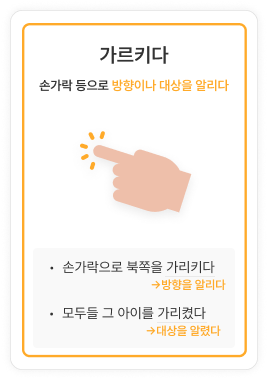 가르키다
손가락 등으로 방향이나 대상을 알리다
• 손가락으로 북쪽을 가리키다
→방향을 알리다
• 모두들 그 아이를 가리켰다
→대상을 알렸다